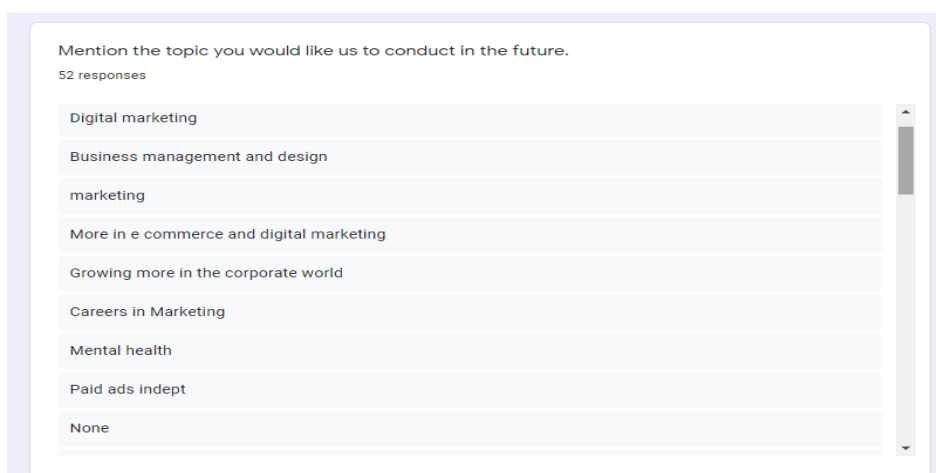 Mention the topic you would like us to conduct in the future.
52 responses
Digital marketing
Business management and design
marketing
More in e commerce and digital marketing
Growing more in the corporate world
Careers in Marketing
Mental health
Paid ads indept
None